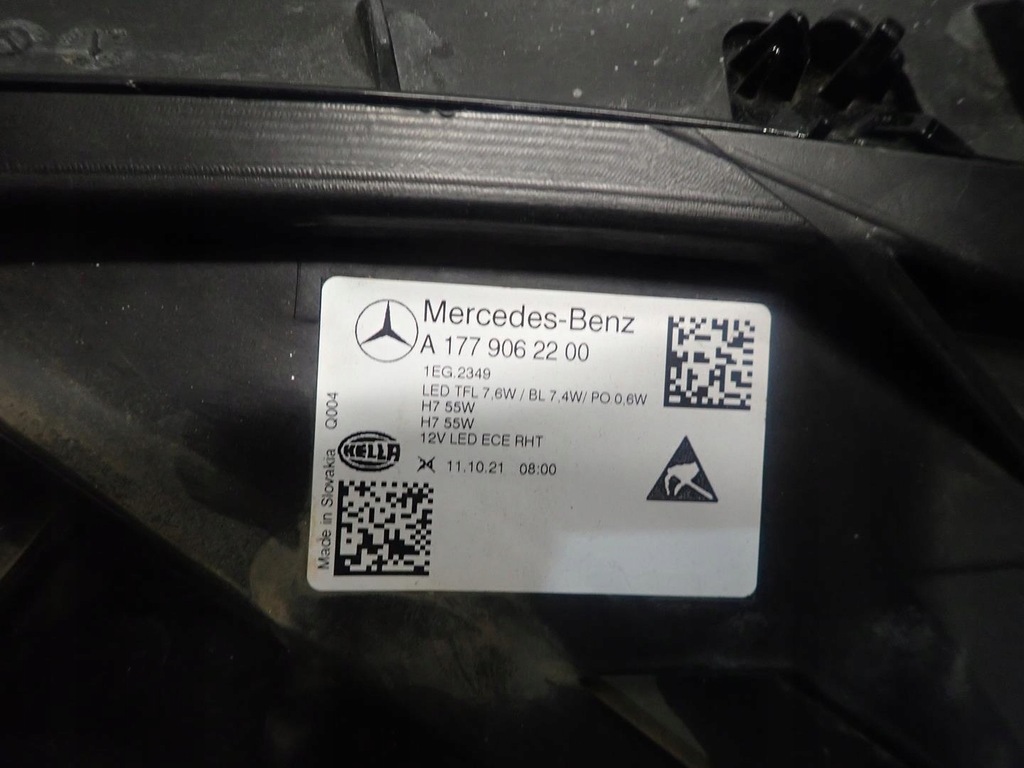 Mercedes-Benz
A 177 906 22 00
1EG.2349
LED TFL 7,6W / BL 7,4W/ PO 0,6W
H7 55W
H7 55W
12V LED ECE RHT
HELLA
11.10.21 08:00
Made in Slovakia Q004